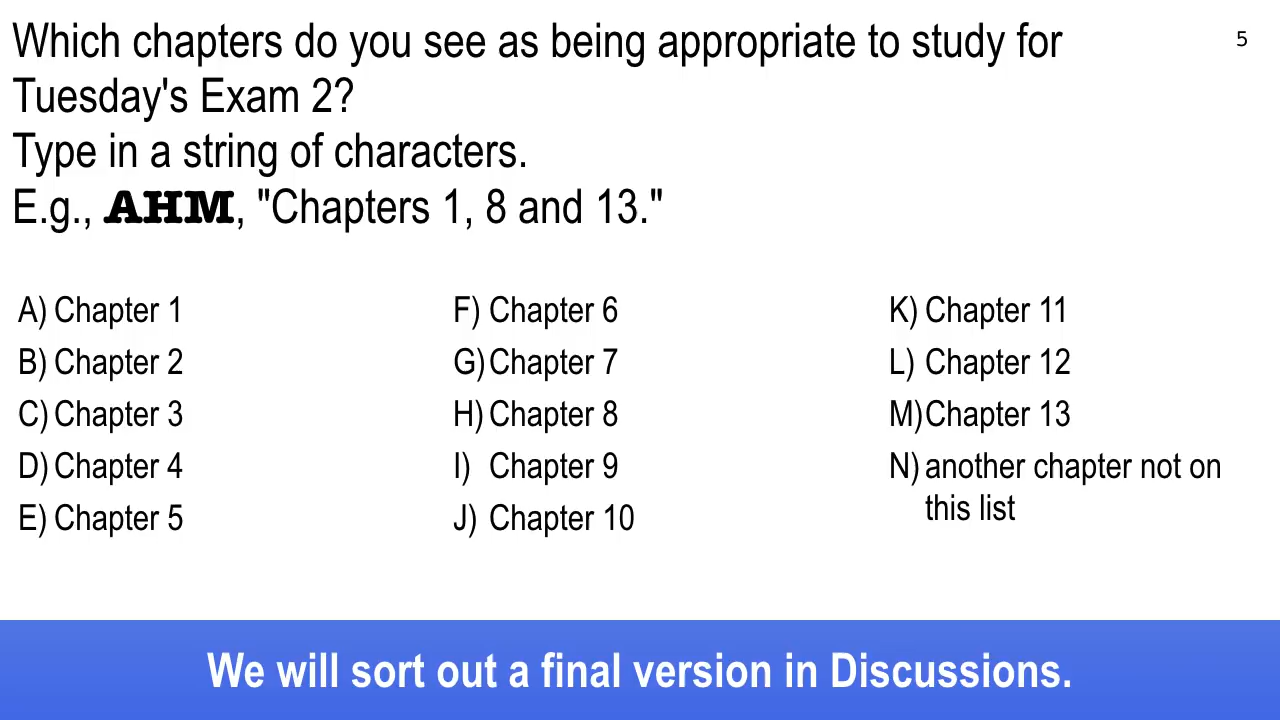 Which chapters do you see as being appropriate to study for
5
Tuesday's Exam 2?
Type in a string of characters.
E.g., AHM, "Chapters 1, 8 and 13."
A) Chapter 1
B) Chapter 2
C) Chapter 3
D) Chapter 4
E) Chapter 5
F) Chapter 6
G) Chapter 7
H) Chapter 8
I) Chapter 9
J) Chapter 10
K) Chapter 11
L) Chapter 12
M) Chapter 13
N) another chapter not on
this list
We will sort out a final version in Discussions.